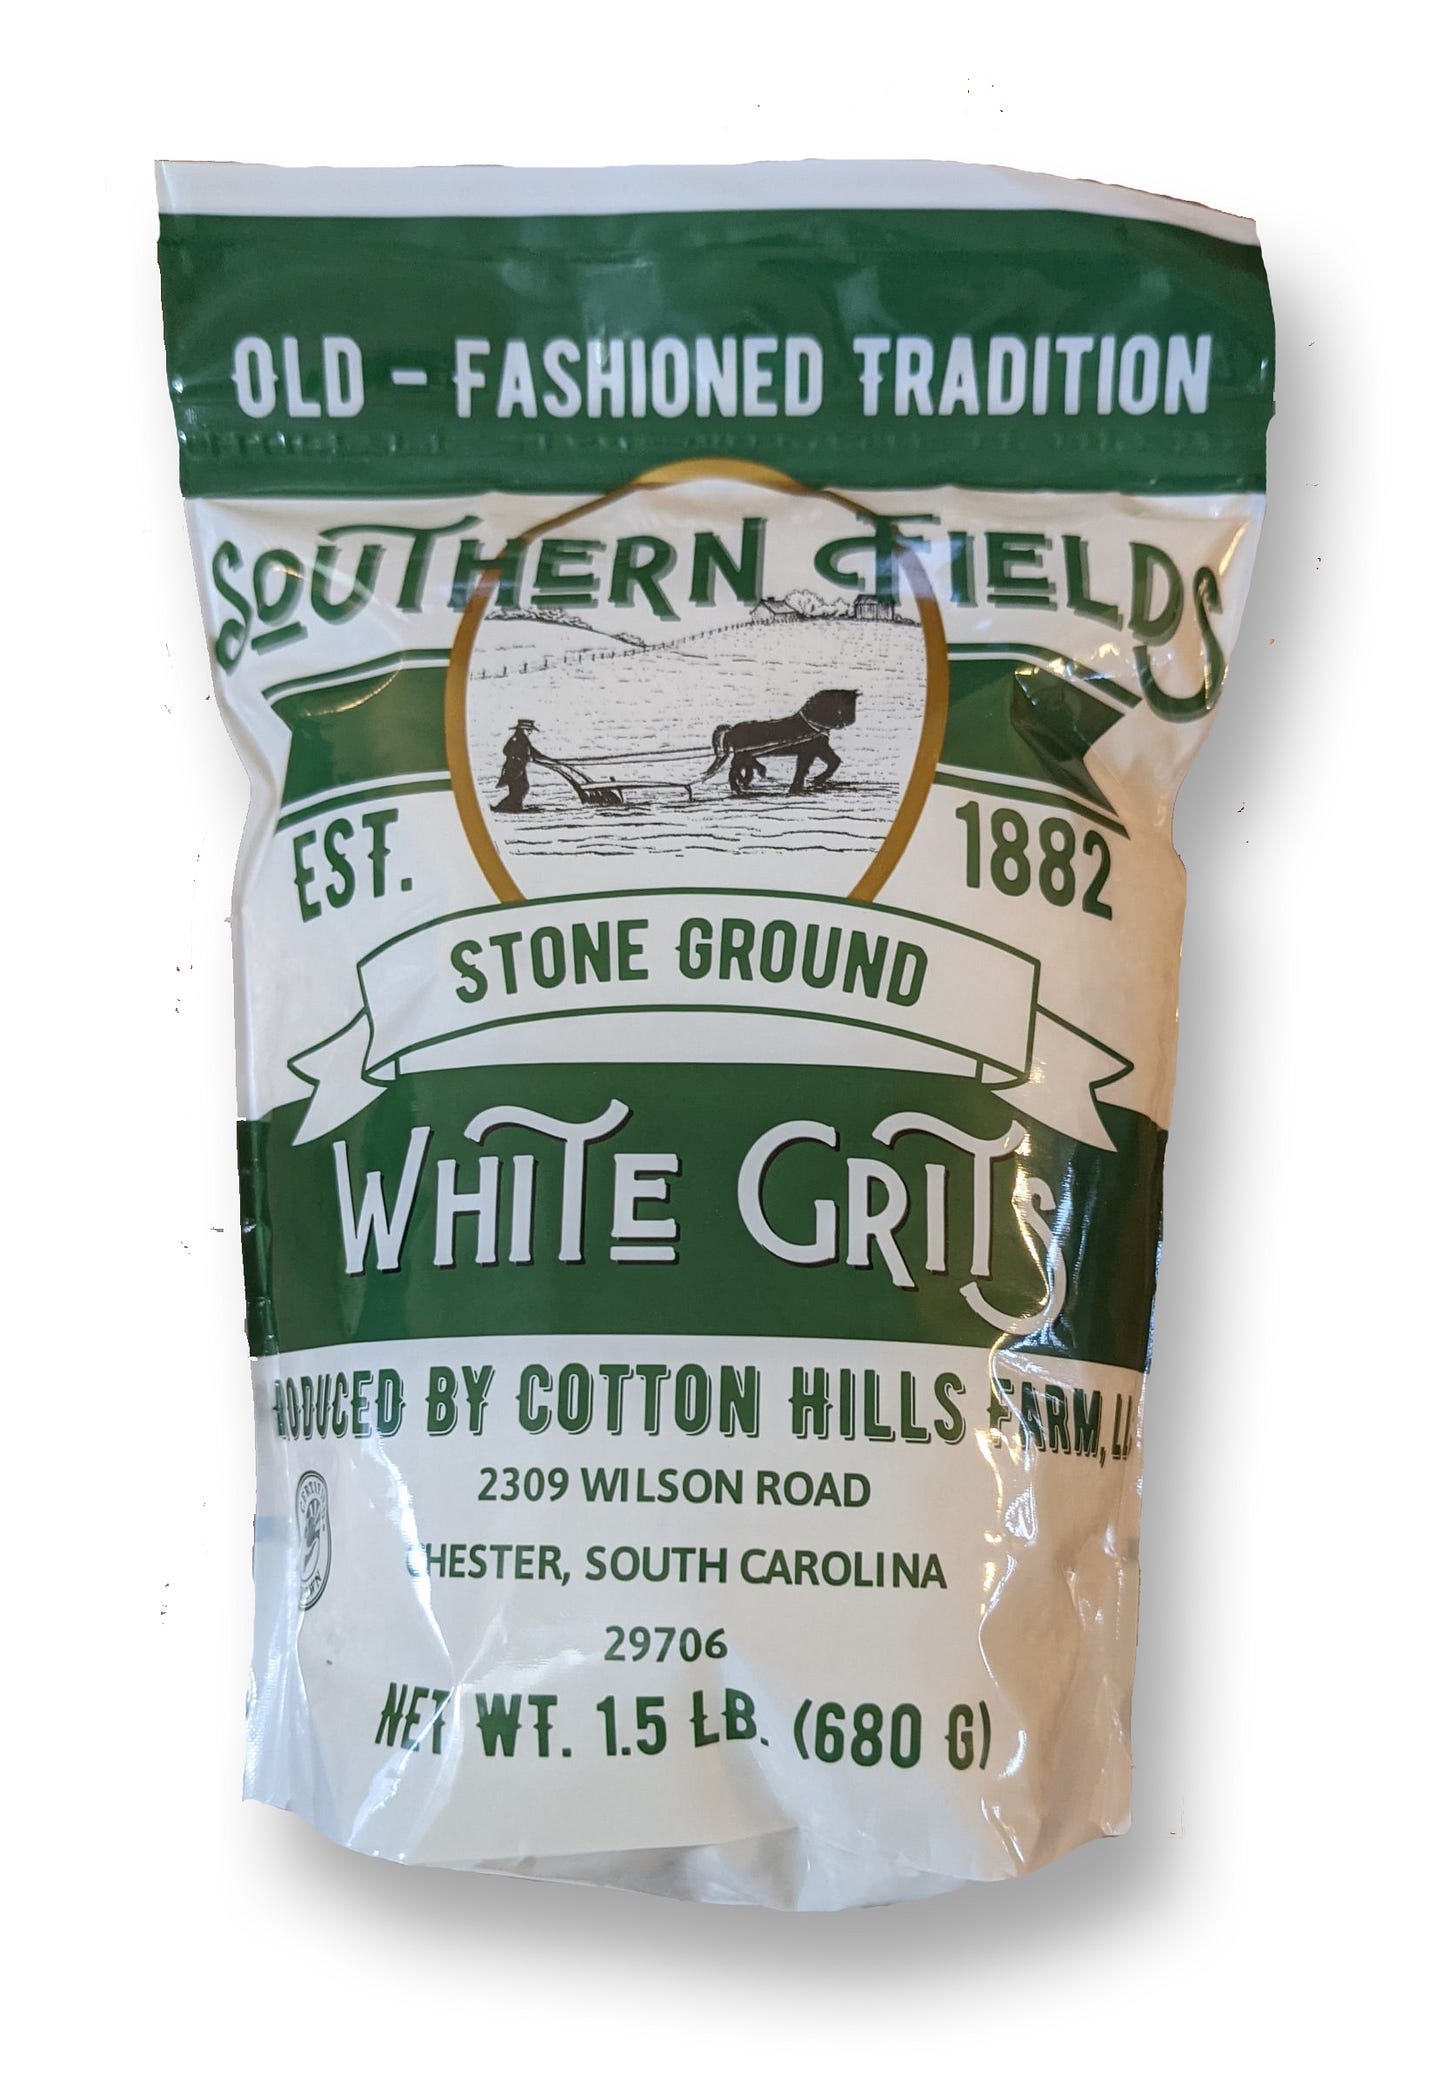 OLD - FASHIONED TRADITION
SOUTHERN FIELDS
EST. 1882
STONE GROUND
WHITE GRITS
BY COTTON HILLS FARM,
2309 WILSON ROAD
CHESTER, SOUTH CAROLINA
29706
NET WT. 1.5 LB. (680 G)